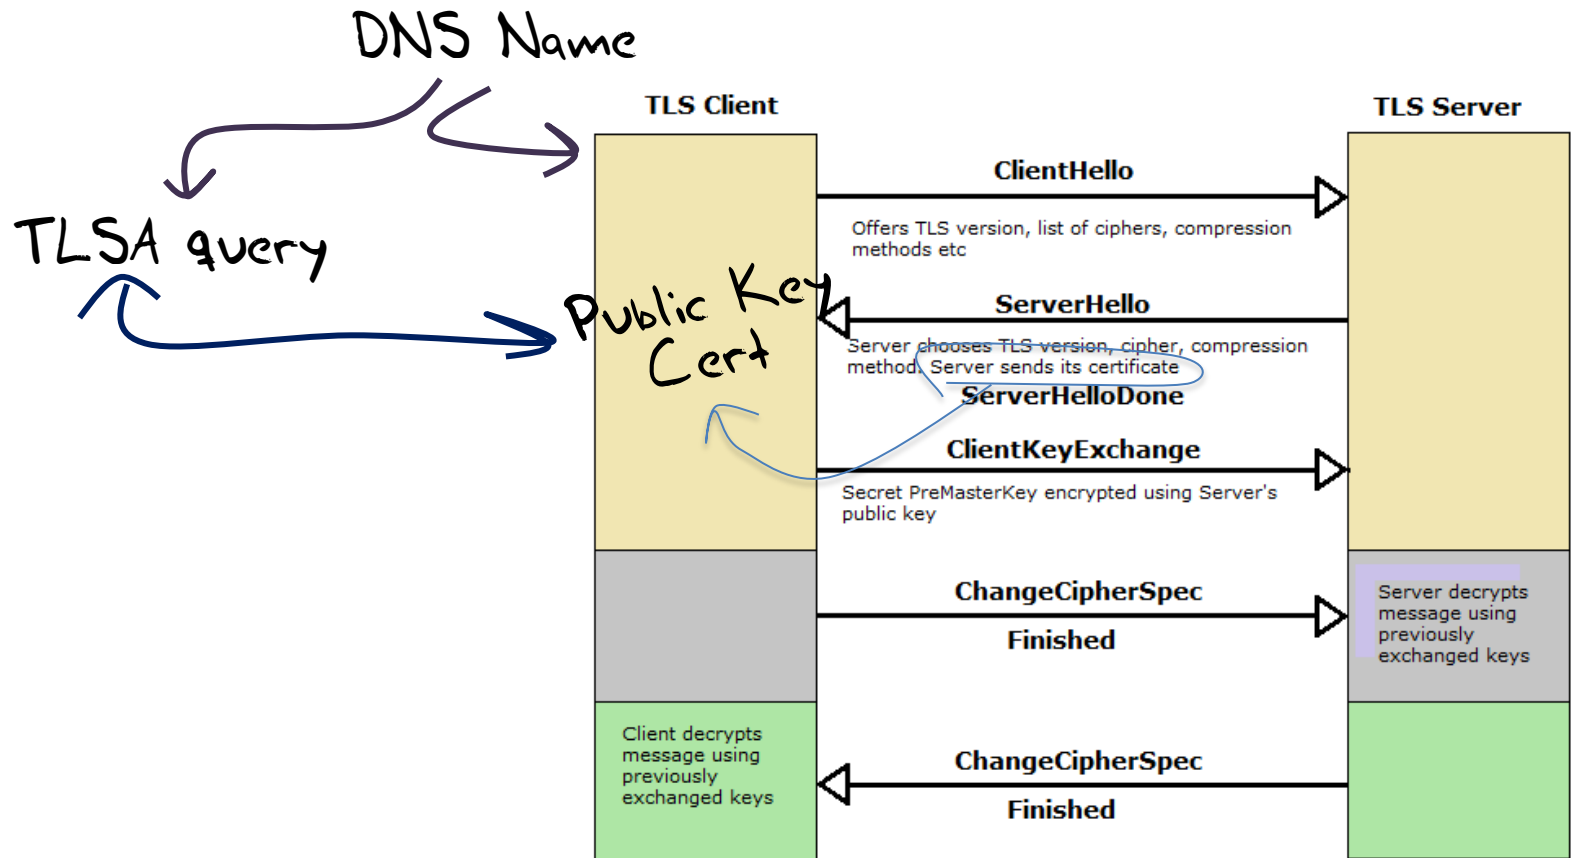 DNS Name
TLS Client
TLS Server
ClientHello
Offers TLS version, list of ciphers, compression
methods etc
TLSA query
Public Key
Cert
ServerHello
Server chooses TLS version, cipher, compression
method. Server sends its certificate
ServerHelloDone
ClientKeyExchange
Secret PreMasterKey encrypted using Server's
public key
ChangeCipherSpec
Finished
Server decrypts
message using
previously
exchanged keys
Client decrypts
message using
previously
exchanged keys
ChangeCipherSpec
Finished